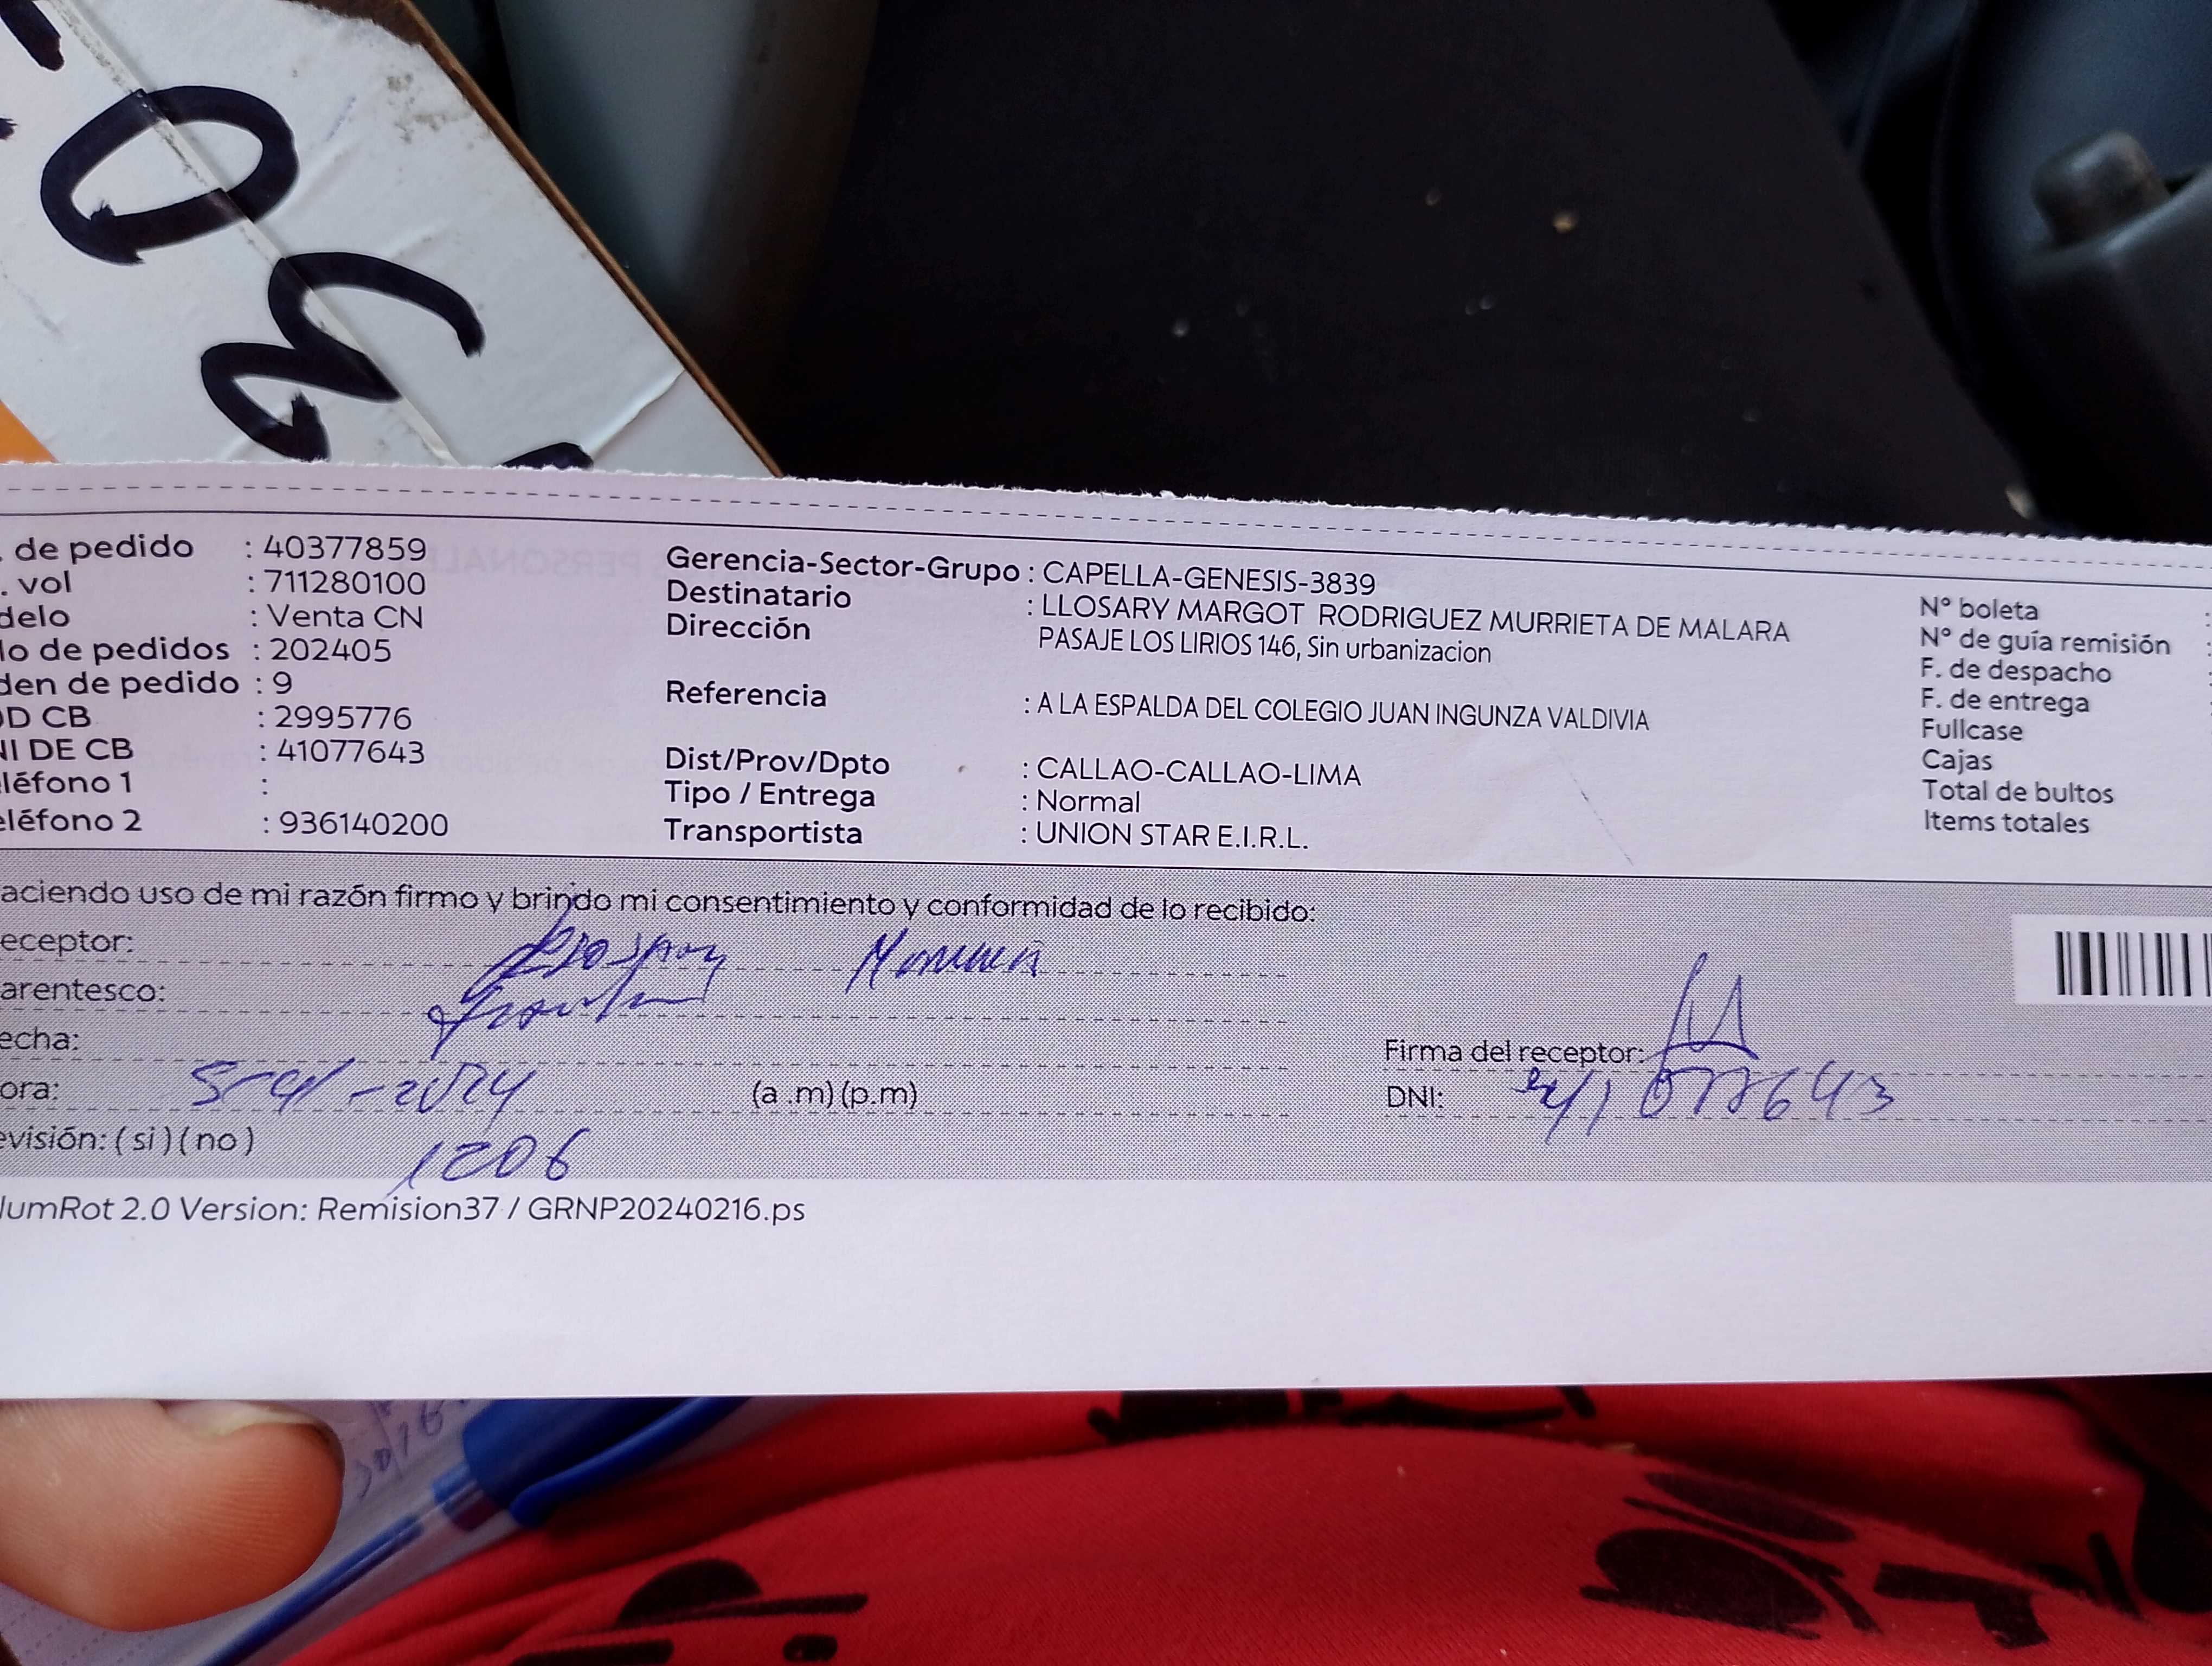 . de pedido : 40377859
. vol : 711280100
delo : Venta CN
lo de pedidos : 202405
den de pedido : 9
OD CB : 2995776
NI DE CB : 41077643
eléfono 1 :
eléfono 2 : 936140200
Gerencia-Sector-Grupo : CAPELLA-GENESIS-3839
Destinatario : LLOSARY MARGOT RODRIGUEZ MURRIETA DE MALARA
Dirección PASAJE LOS LIRIOS 146, Sin urbanizacion
Referencia : A LA ESPALDA DEL COLEGIO JUAN INGUNZA VALDIVIA
Dist/Prov/Dpto : CALLAO-CALLAO-LIMA
Tipo / Entrega : Normal
Transportista : UNION STAR E.I.R.L.
N° boleta :
N° de guía remisión :
F. de despacho :
F. de entrega :
Fullcase
Cajas
Total de bultos
Items totales
aciendo uso de mi razón firmo y brindo mi consentimiento y conformidad de lo recibido:
eceptor:
arentesco:
echa:
ora: (a .m) (p.m)
evisión: ( si ) ( no )
1206
Firma del receptor:
DNI: 41077643
lumRot 2.0 Version: Remision37 / GRNP20240216.ps